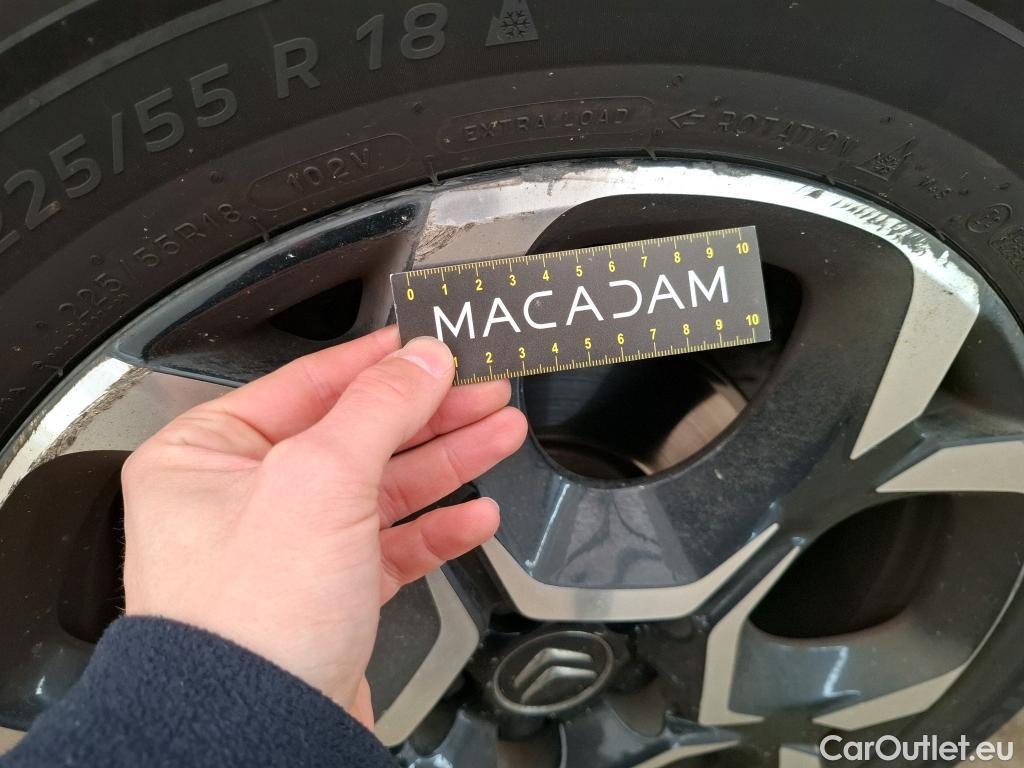 225/55 R 18
EXTRA LOAD
ROTATION
102V
M+S
225/55R18
0 1 2 3 4 5 6 7 8 9 10
MACADAM
1 2 3 4 5 6 7 8 9 10
CarOutlet.eu